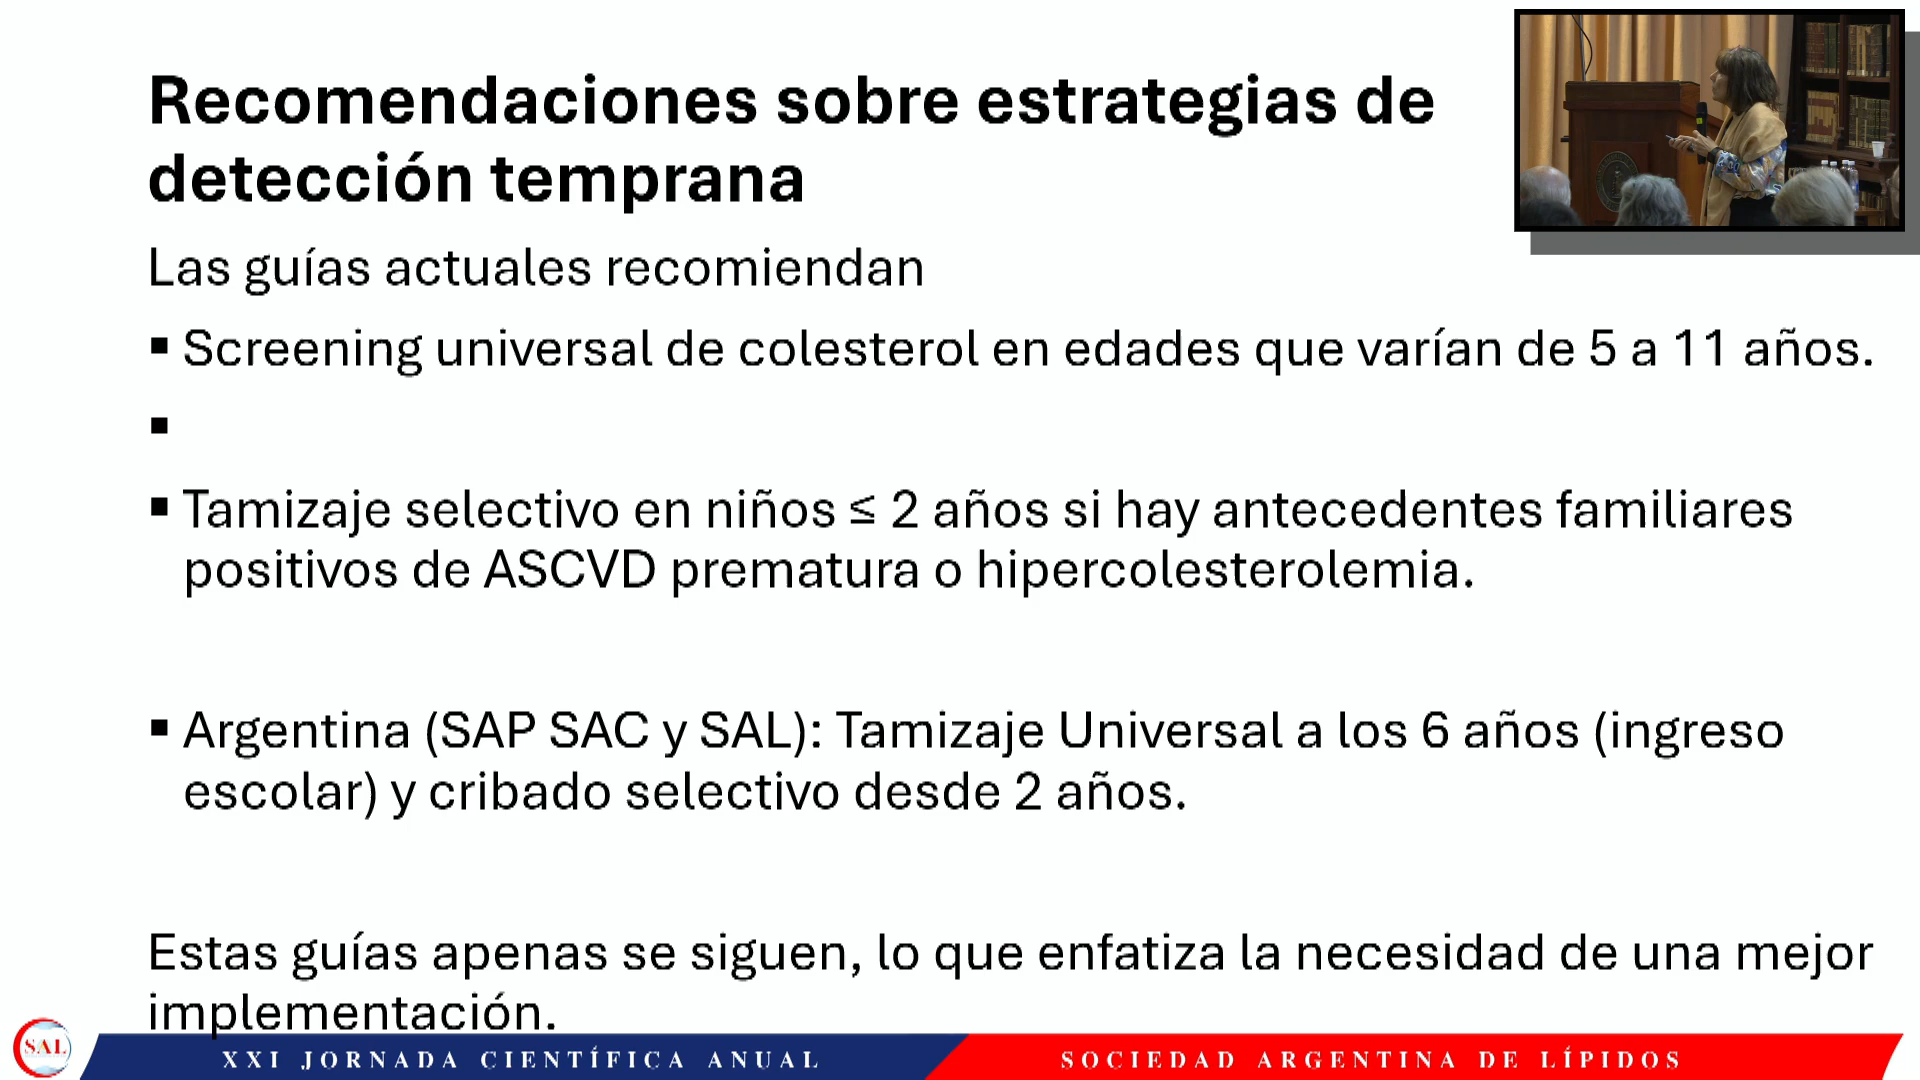 Recomendaciones sobre estrategias de
detección temprana
Las guías actuales recomiendan
▪ Screening universal de colesterol en edades que varían de 5 a 11 años.
▪
▪ Tamizaje selectivo en niños ≤ 2 años si hay antecedentes familiares
positivos de ASCVD prematura o hipercolesterolemia.
▪ Argentina (SAP SAC y SAL): Tamizaje Universal a los 6 años (ingreso
escolar) y cribado selectivo desde 2 años.
Estas guías apenas se siguen, lo que enfatiza la necesidad de una mejor
implementación.
SAL
XXI JORNADA CIENTÍFICA ANUAL
SOCIEDAD ARGENTINA DE LÍPIDOS